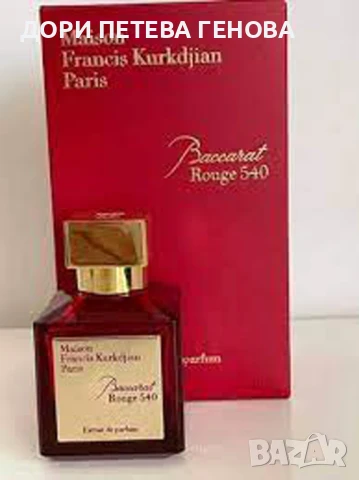 ДОРИ ПЕТЕВА ГЕНОВА
Maison
Francis Kurkdjian
Paris
Baccarat
Rouge 540
parfum
Maison
Francis Kurkdjian
Paris
Baccarat
Rouge 540
Extrait de parfum
BAZAR